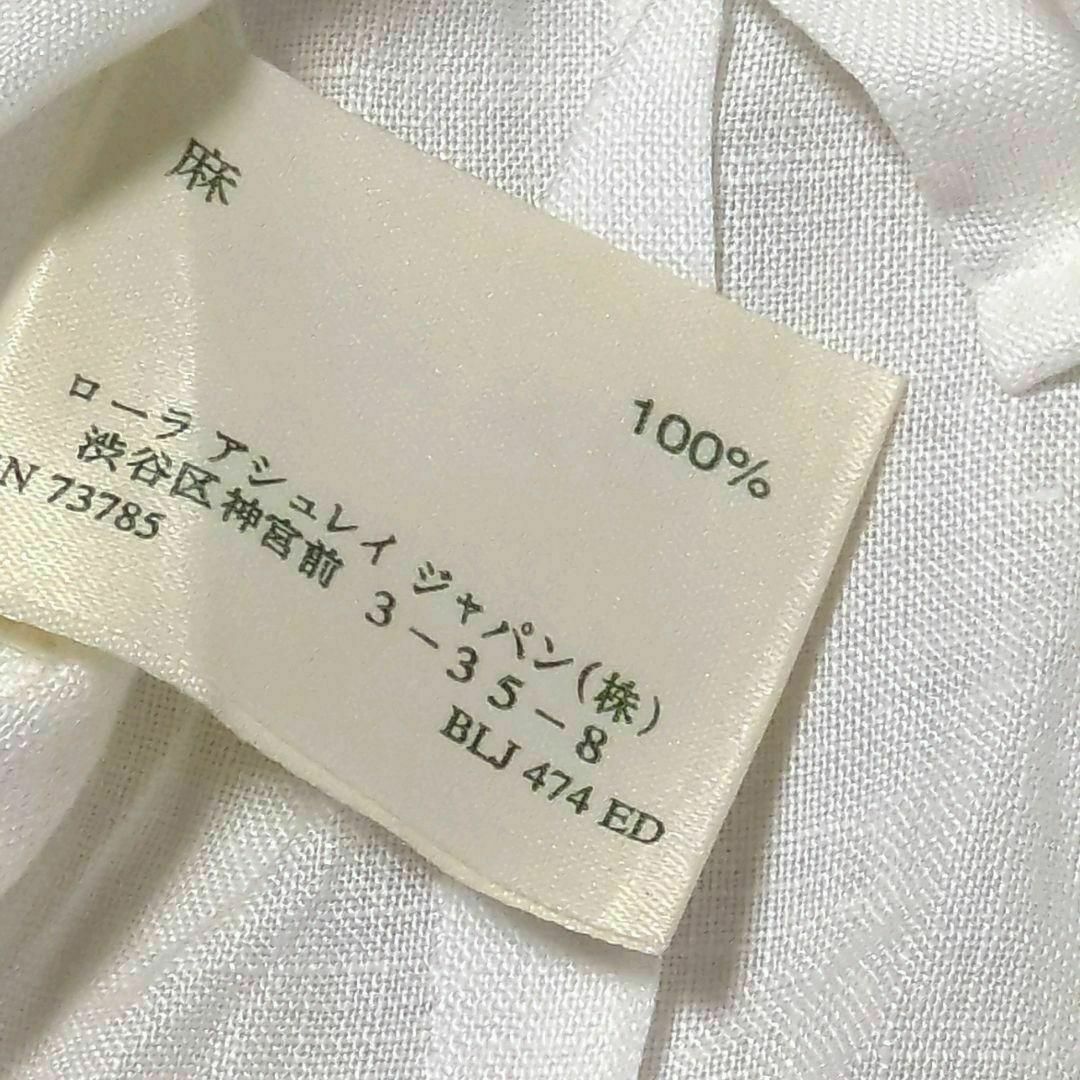 麻 100%
ローラ アシュレイ ジャパン(株)
渋谷区神宮前 3-35-8
N 73785 BLJ 474 ED